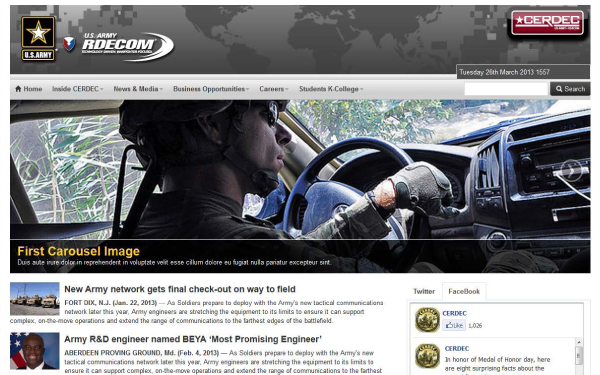 U.S. ARMY
U.S. ARMY
RDECOM
TECHNOLOGY DRIVEN. WARFIGHTER FOCUSED.
★CERDEC
Tuesday 26th March 2013 1557
Home Inside CERDEC News & Media Business Opportunities Careers Students K-College Search
First Carousel Image
Duis aute irure dolor in reprehenderit in voluptate velit esse cillum dolore eu fugiat nulla pariatur excepteur sint.
New Army network gets final check-out on way to field
FORT DIX, N.J. (Jan. 22, 2013) — As Soldiers prepare to deploy with the Army's new tactical communications
network later this year, Army engineers are stretching the equipment to its limits to ensure it can support
complex, on-the-move operations and extend the range of communications to the farthest edges of the battlefield.
Army R&D engineer named BEYA 'Most Promising Engineer'
ABERDEEN PROVING GROUND, Md. (Feb. 4, 2013) — As Soldiers prepare to deploy with the Army's new
tactical communications network later this year, Army engineers are stretching the equipment to its limits to
ensure it can support complex, on-the-move operations and extend the range of communications to the farthest
Twitter FaceBook
CERDEC
Like 1,026
CERDEC
In honor of Medal of Honor day, here
are eight surprising facts about the